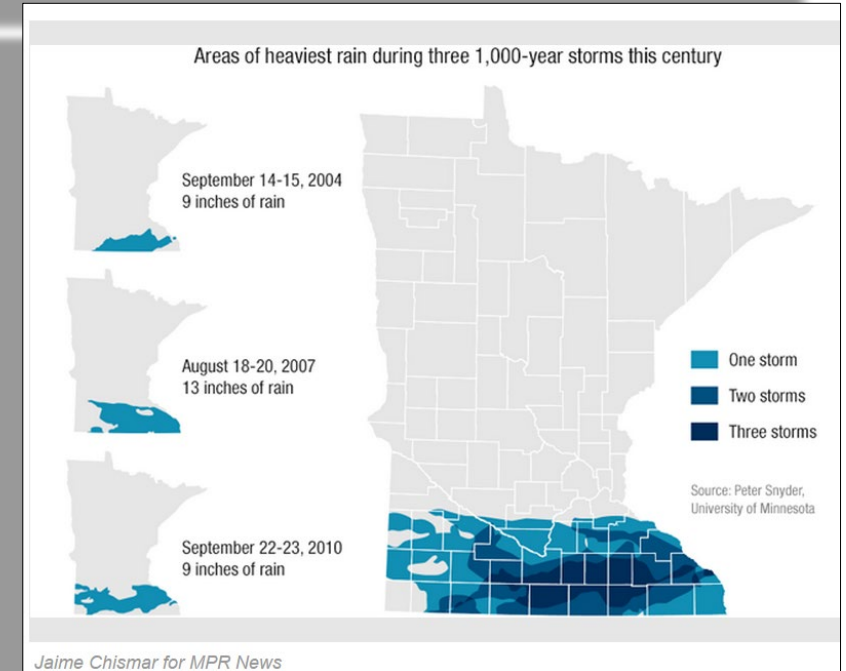 Areas of heaviest rain during three 1,000-year storms this century
September 14-15, 2004
9 inches of rain
August 18-20, 2007
13 inches of rain
September 22-23, 2010
9 inches of rain
One storm
Two storms
Three storms
Source: Peter Snyder,
University of Minnesota
Jaime Chismar for MPR News